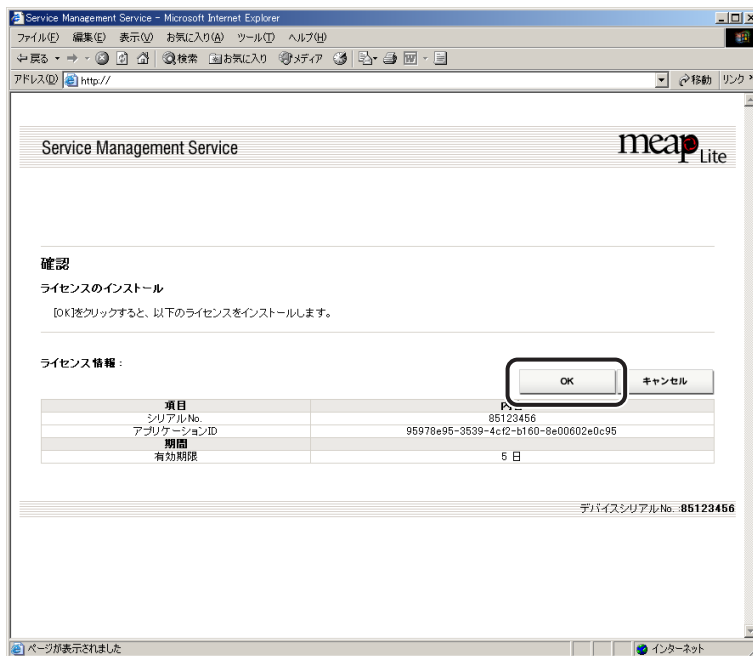 Service Management Service - Microsoft Internet Explorer
ファイル(F) 編集(E) 表示(V) お気に入り(A) ツール(T) ヘルプ(H)
戻る 検索 お気に入り メディア
アドレス(D) http:// 移動 リンク
Service Management Service
meap Lite
確認
ライセンスのインストール
[OK]をクリックすると、以下のライセンスをインストールします。
ライセンス情報:
OK キャンセル
項目
シリアル No. 85123456
アプリケーションID 95978e95-3539-4cf2-b160-8e00602e0c95
期間
有効期限 5 日
デバイスシリアル No. :85123456
ページが表示されました インターネット